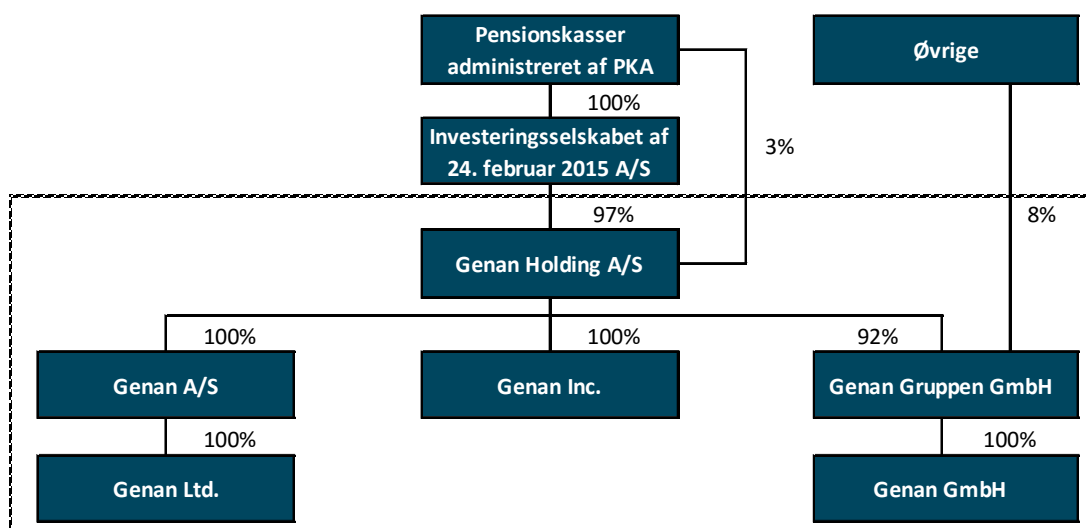 Pensionskasser
administreret af PKA
Øvrige
100%
Investeringsselskabet af
24. februar 2015 A/S
3%
97%
8%
Genan Holding A/S
100%
100%
92%
Genan A/S
Genan Inc.
Genan Gruppen GmbH
100%
100%
Genan Ltd.
Genan GmbH